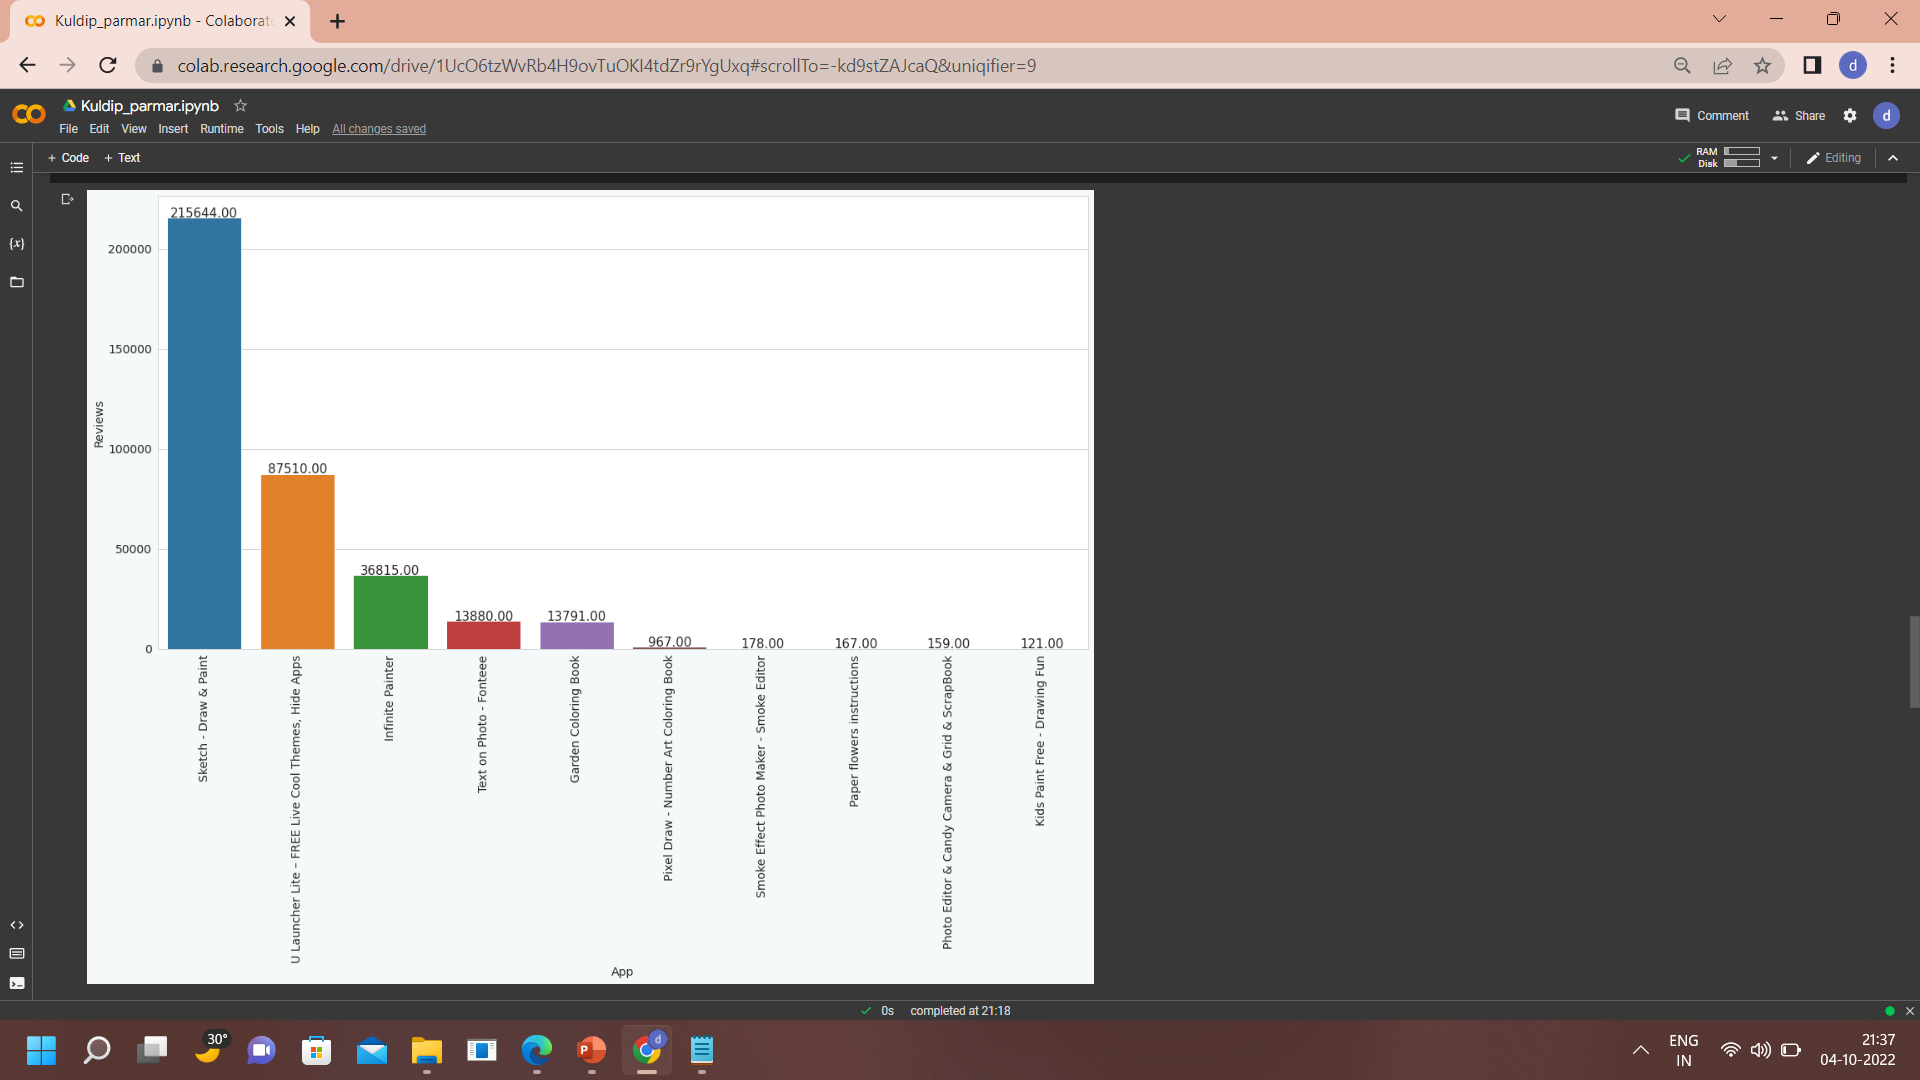 Kuldip_parmar.ipynb - Colaborat
colab.research.google.com/drive/1UcO6tzWvRb4H9ovTuOKI4tdZr9rYgUxq#scrollTo=-kd9stZAJcaQ&uniqifier=9
d
Kuldip_parmar.ipynb
File Edit View Insert Runtime Tools Help All changes saved
Comment Share d
+ Code + Text
RAM
Disk
Editing
{x}
215644.00
200000
150000
100000
50000
0
Reviews
87510.00
36815.00
13880.00
13791.00
967.00
178.00
167.00
159.00
121.00
Sketch - Draw & Paint
U Launcher Lite – FREE Live Cool Themes, Hide Apps
Infinite Painter
Text on Photo - Fonteee
Garden Coloring Book
Pixel Draw - Number Art Coloring Book
Smoke Effect Photo Maker - Smoke Editor
Paper flowers instructions
Photo Editor & Candy Camera & Grid & ScrapBook
Kids Paint Free - Drawing Fun
App
0s completed at 21:18
30°
P
d
ENG
IN
21:37
04-10-2022